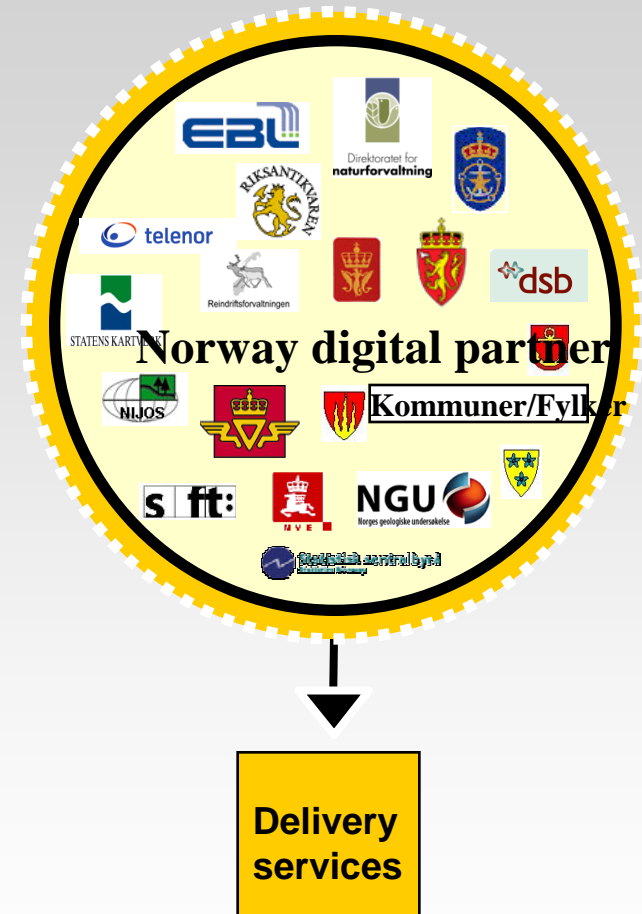 EBL
Direktoratet for
naturforvaltning
RIKSANTIKVAREN
telenor
Reindriftsforvaltningen
dsb
STATENS KARTVERK
Norway digital partner
NIJOS
Kommuner/Fylker
s ft:
NVE
NGU
Norges geologiske undersøkelse
Statistisk sentralbyrå
Delivery
services